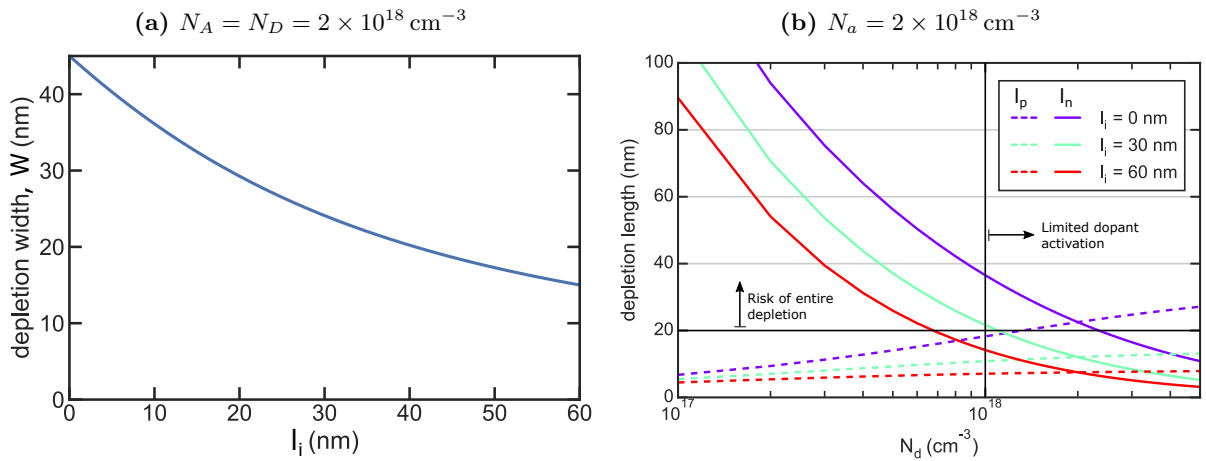 (a) N_A = N_D = 2 × 10^18 cm^−3
depletion width, W (nm)
40
30
20
10
0
0 10 20 30 40 50 60
l_i (nm)
(b) N_a = 2 × 10^18 cm^−3
depletion length (nm)
100
80
60
40
20
0
l_p l_n
l_i = 0 nm
l_i = 30 nm
l_i = 60 nm
Limited dopant
activation
Risk of entire
depletion
10^17 10^18
N_d (cm^-3)